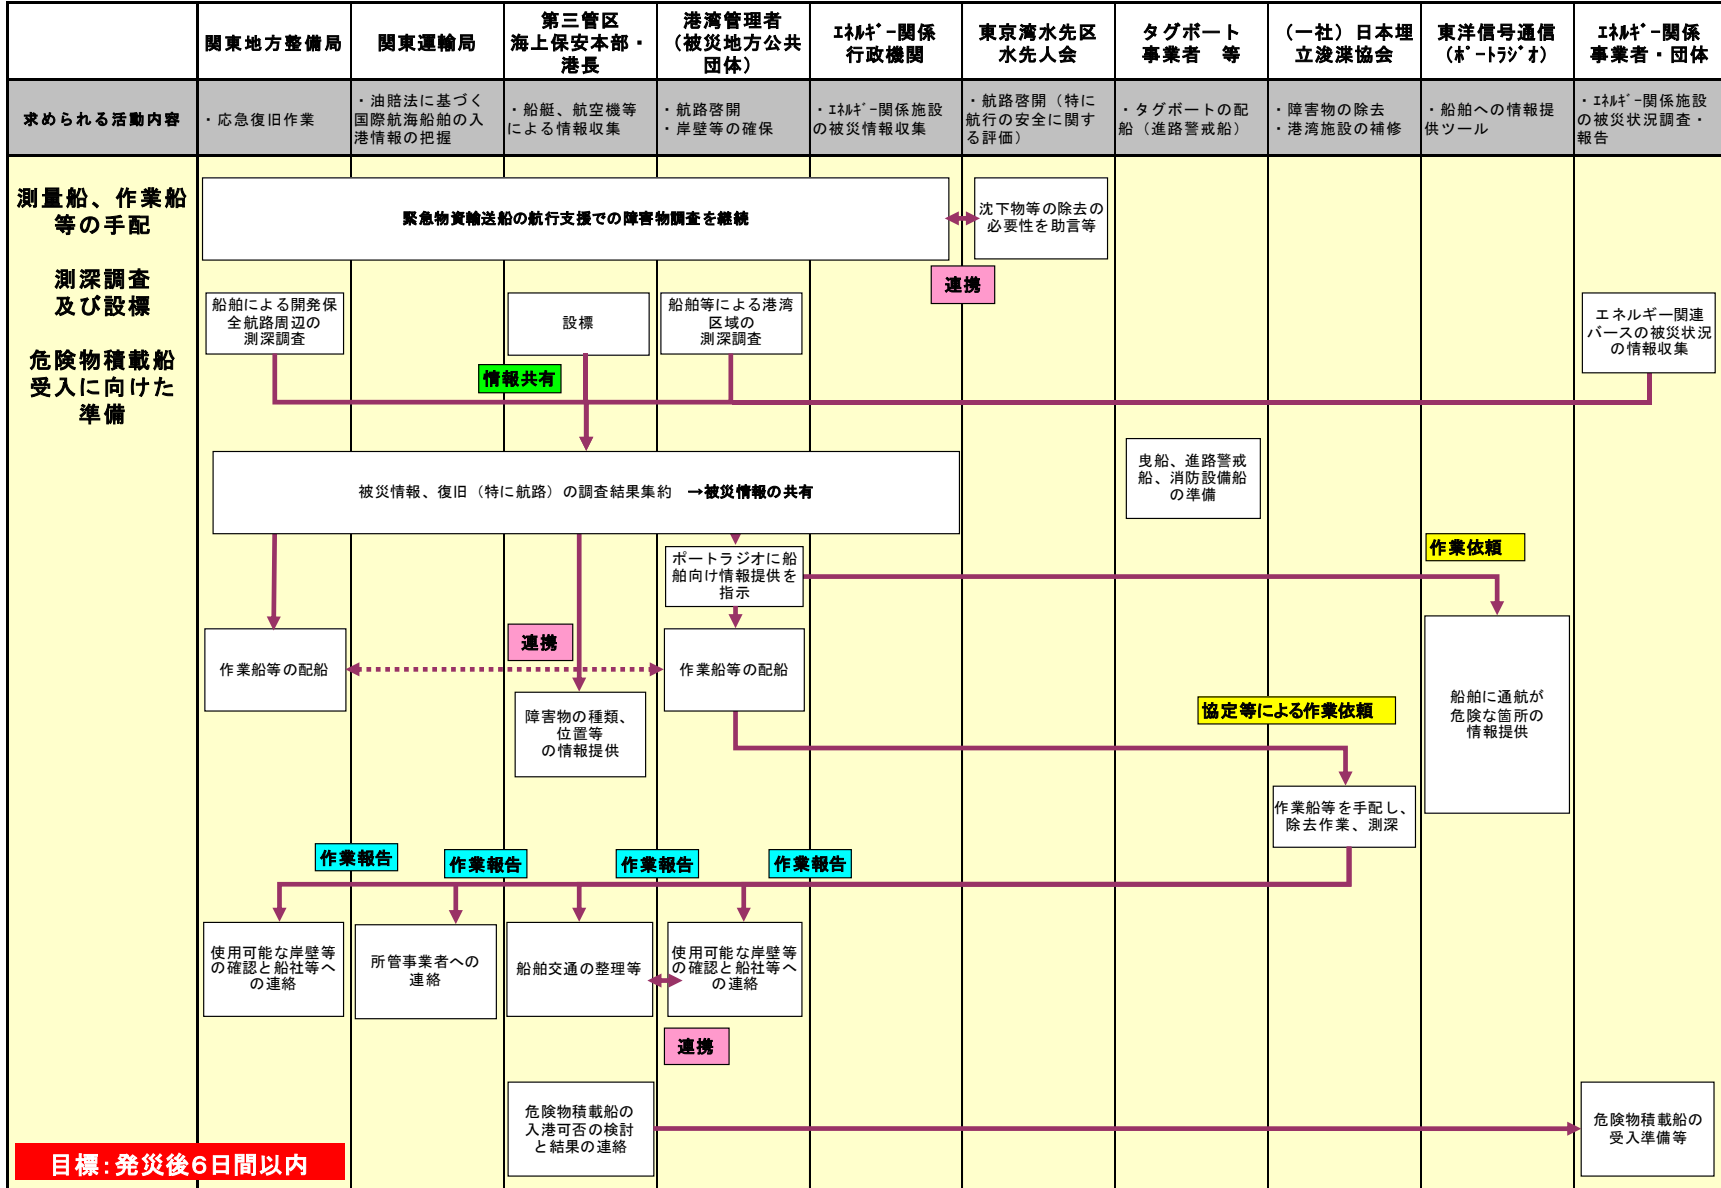 関東地方整備局
関東運輸局
第三管区
海上保安本部・
港長
港湾管理者
（被災地方公共
団体）
ｴﾈﾙｷﾞｰ関係
行政機関
東京湾水先区
水先人会
タグボート
事業者　等
（一社）日本埋
立浚渫協会
東洋信号通信
（ﾎﾟｰﾄﾗｼﾞｵ）
ｴﾈﾙｷﾞｰ関係
事業者・団体
求められる活動内容
・応急復旧作業
・油賠法に基づく
国際航海船舶の入
港情報の把握
・船艇、航空機等
による情報収集
・航路啓開
・岸壁等の確保
・ｴﾈﾙｷﾞｰ関係施設
の被災情報収集
・航路啓開（特に
航行の安全に関す
る評価）
・タグボートの配
船（進路警戒船）
・障害物の除去
・港湾施設の補修
・船舶への情報提
供ツール
・ｴﾈﾙｷﾞｰ関係施設
の被災状況調査・
報告
測量船、作業船
等の手配
測深調査
及び設標
危険物積載船
受入に向けた
準備
緊急物資輸送船の航行支援での障害物調査を継続
沈下物等の除去の
必要性を助言等
連携
船舶による開発保
全航路周辺の
測深調査
設標
船舶等による港湾
区域の
測深調査
エネルギー関連
バースの被災状況
の情報収集
情報共有
被災情報、復旧（特に航路）の調査結果集約　→被災情報の共有
曳船、進路警戒
船、消防設備船
の準備
ポートラジオに船
舶向け情報提供を
指示
作業依頼
作業船等の配船
連携
作業船等の配船
障害物の種類、
位置等
の情報提供
協定等による作業依頼
船舶に通航が
危険な箇所の
情報提供
作業船等を手配し、
除去作業、測深
作業報告
作業報告
作業報告
作業報告
使用可能な岸壁等
の確認と船社等へ
の連絡
所管事業者への
連絡
船舶交通の整理等
使用可能な岸壁等
の確認と船社等へ
の連絡
連携
危険物積載船の
入港可否の検討
と結果の連絡
危険物積載船の
受入準備等
目標：発災後６日間以内